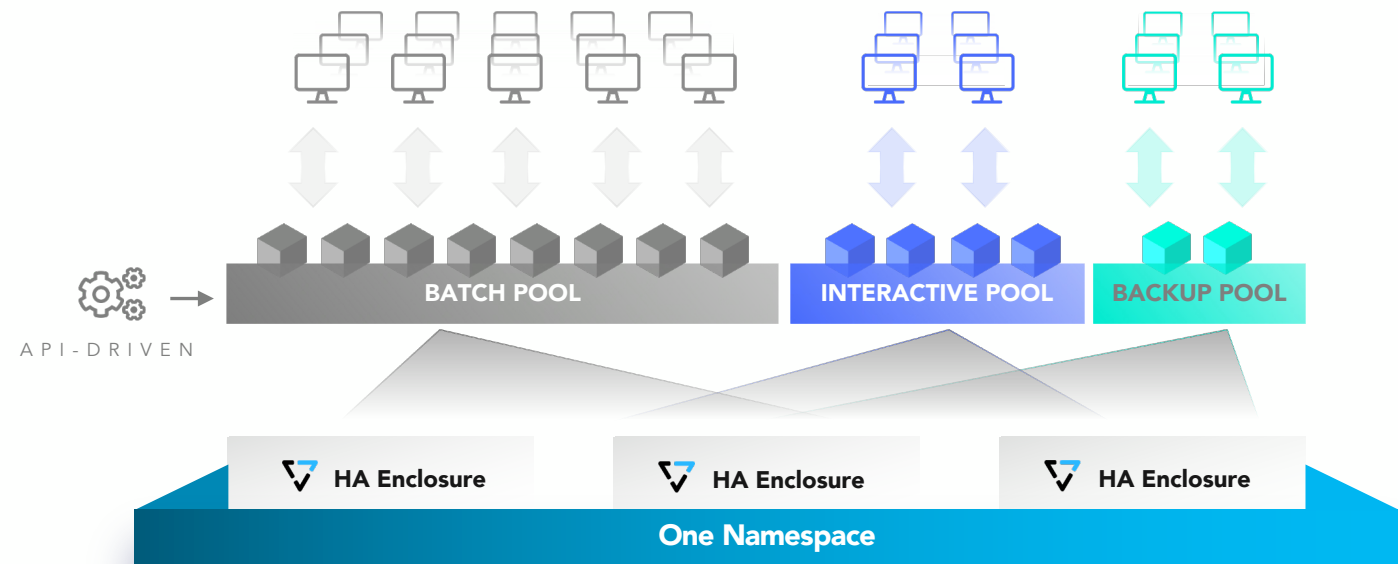 BATCH POOL
INTERACTIVE POOL
BACKUP POOL
API-DRIVEN
HA Enclosure
HA Enclosure
HA Enclosure
One Namespace